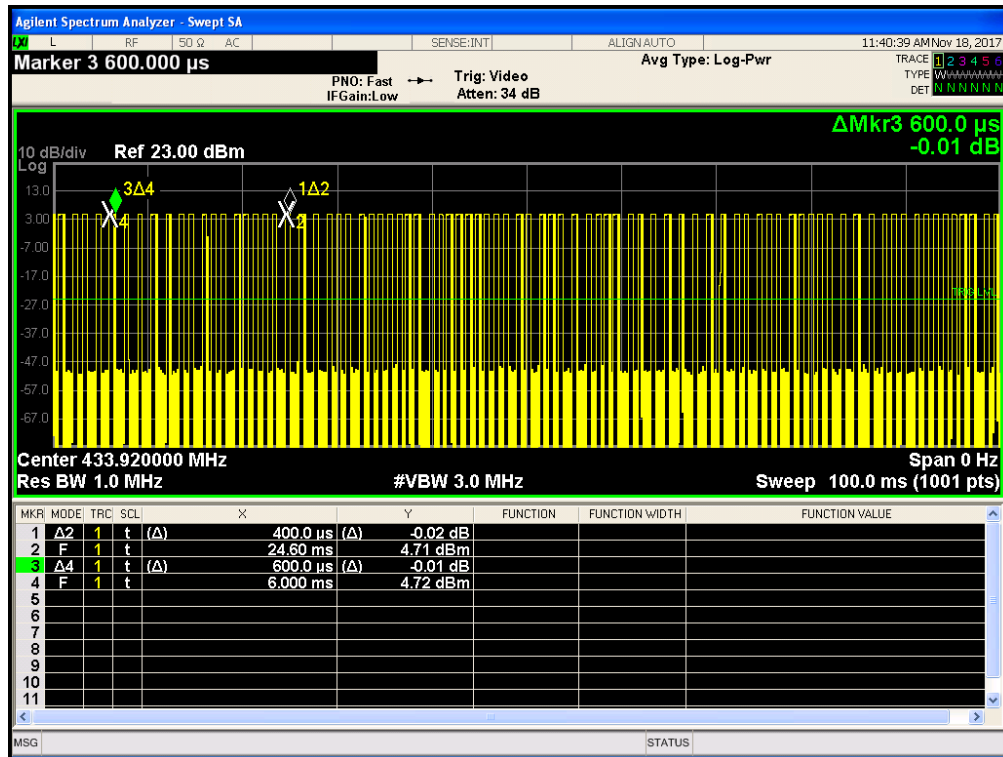 Agilent Spectrum Analyzer - Swept SA
LXI L RF 50 Ω AC SENSE:INT ALIGN AUTO 11:40:39 AM Nov 18, 2017
Marker 3 600.000 µs
PNO: Fast
IFGain:Low
Trig: Video
Atten: 34 dB
Avg Type: Log-Pwr
TRACE 1 2 3 4 5 6
TYPE WWWWWW
DET N N N N N N
ΔMkr3 600.0 µs
-0.01 dB
10 dB/div Ref 23.00 dBm
Log
13.0
3.00
-7.00
-17.0
-27.0
-37.0
-47.0
-57.0
-67.0
3Δ4
4
1Δ2
2
TRIG LVL
Center 433.920000 MHz Span 0 Hz
Res BW 1.0 MHz #VBW 3.0 MHz Sweep 100.0 ms (1001 pts)
MKR MODE TRC SCL X Y FUNCTION FUNCTION WIDTH FUNCTION VALUE
1 Δ2 1 t (Δ) 400.0 µs (Δ) -0.02 dB
2 F 1 t 24.60 ms 4.71 dBm
3 Δ4 1 t (Δ) 600.0 µs (Δ) -0.01 dB
4 F 1 t 6.000 ms 4.72 dBm
5
6
7
8
9
10
11
MSG STATUS